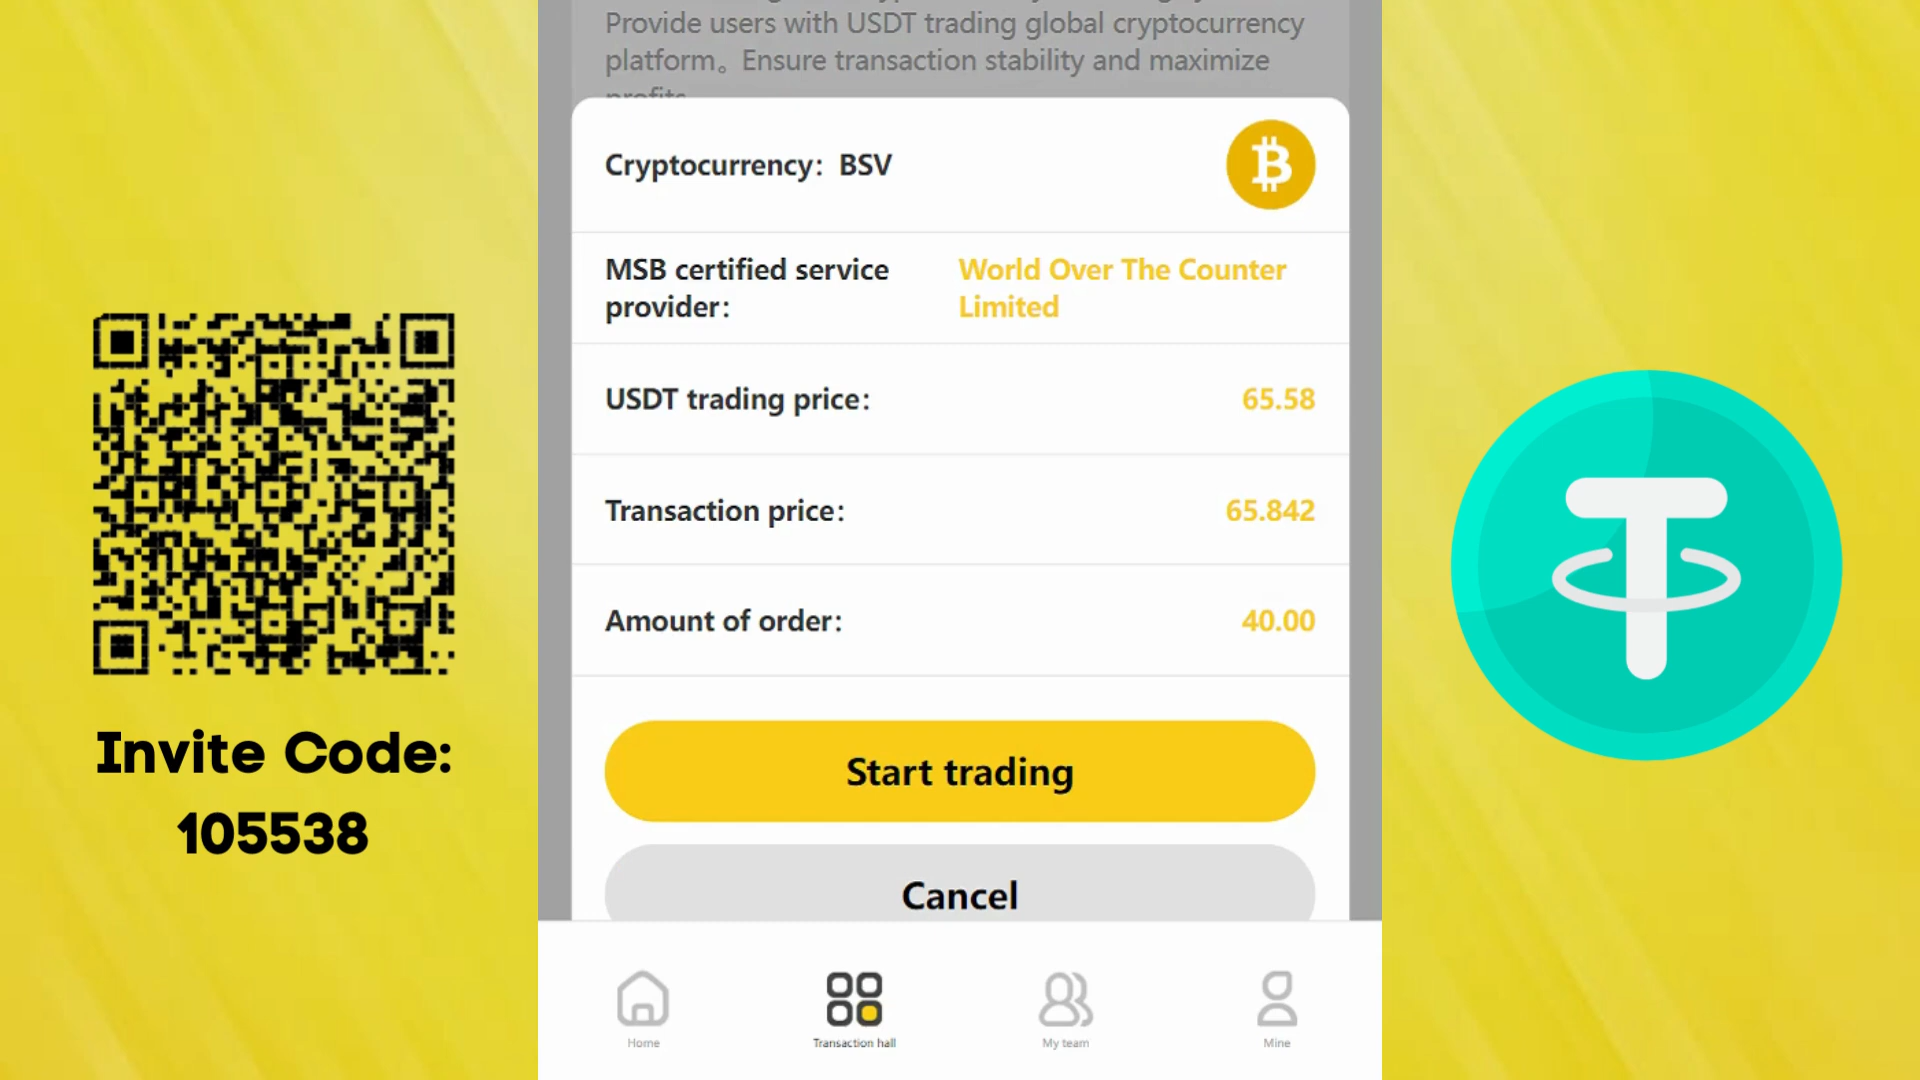 Provide users with USDT trading global cryptocurrency
platform。Ensure transaction stability and maximize
profits
Cryptocurrency: BSV
MSB certified service
provider:
World Over The Counter
Limited
USDT trading price:
65.58
Transaction price:
65.842
Amount of order:
40.00
Start trading
Cancel
Invite Code:
105538
Home
Transaction hall
My team
Mine